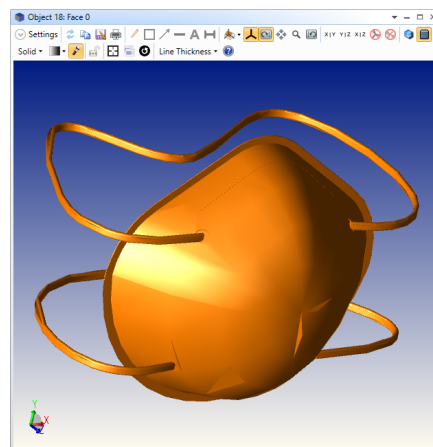 Object 18: Face 0
Settings X|Y Y|Z X|Z
Solid Line Thickness
Y
X